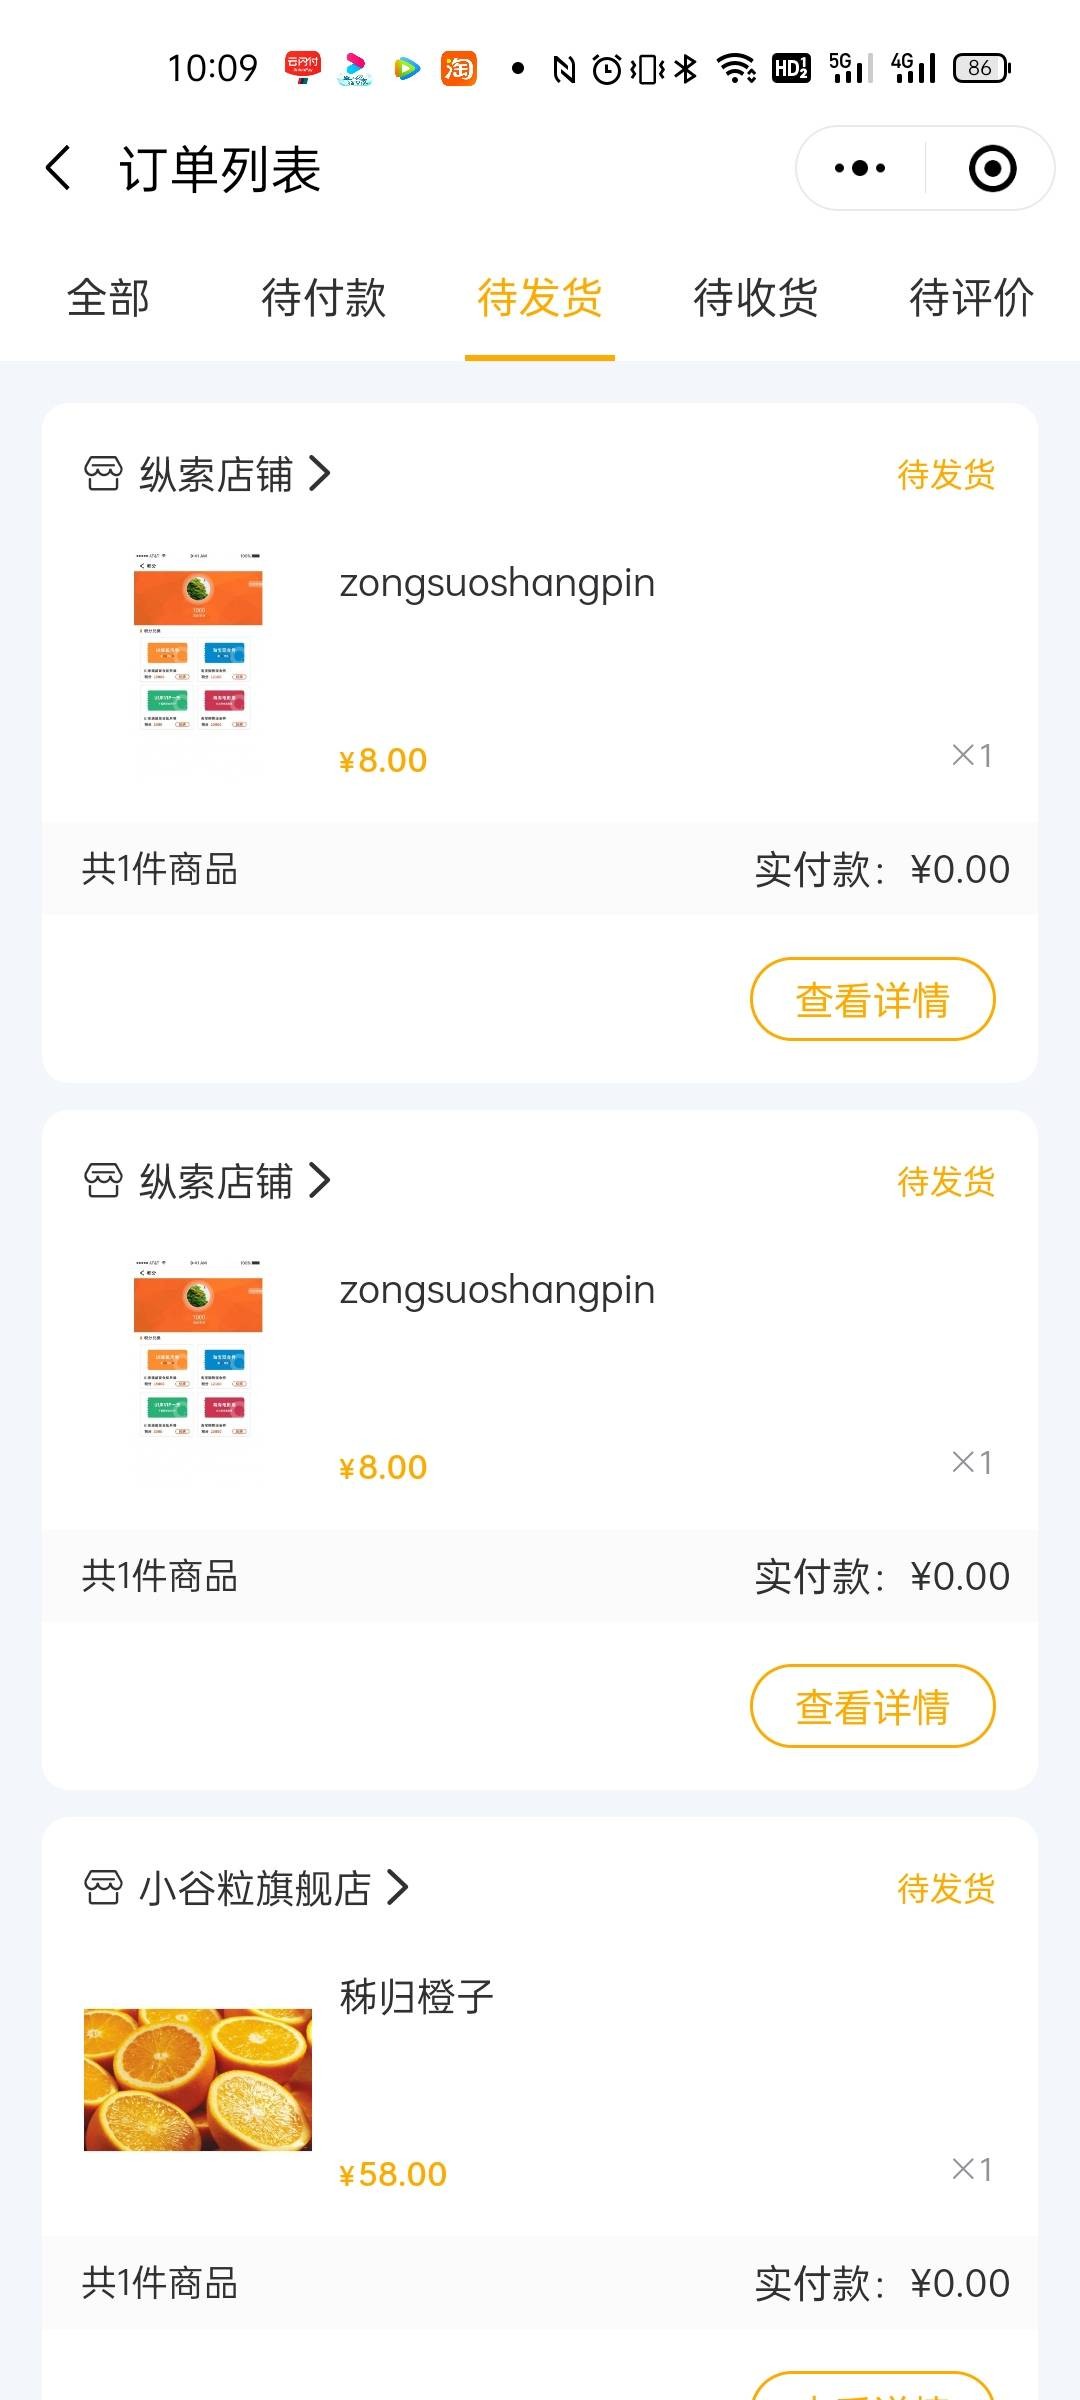 10:09
云闪付
淘
HD 1 2
5G
4G
86
订单列表
全部 待付款 待发货 待收货 待评价
纵索店铺 待发货
zongsuoshangpin
¥8.00 ×1
共1件商品 实付款：¥0.00
查看详情
纵索店铺 待发货
zongsuoshangpin
¥8.00 ×1
共1件商品 实付款：¥0.00
查看详情
小谷粒旗舰店 待发货
秭归橙子
¥58.00 ×1
共1件商品 实付款：¥0.00